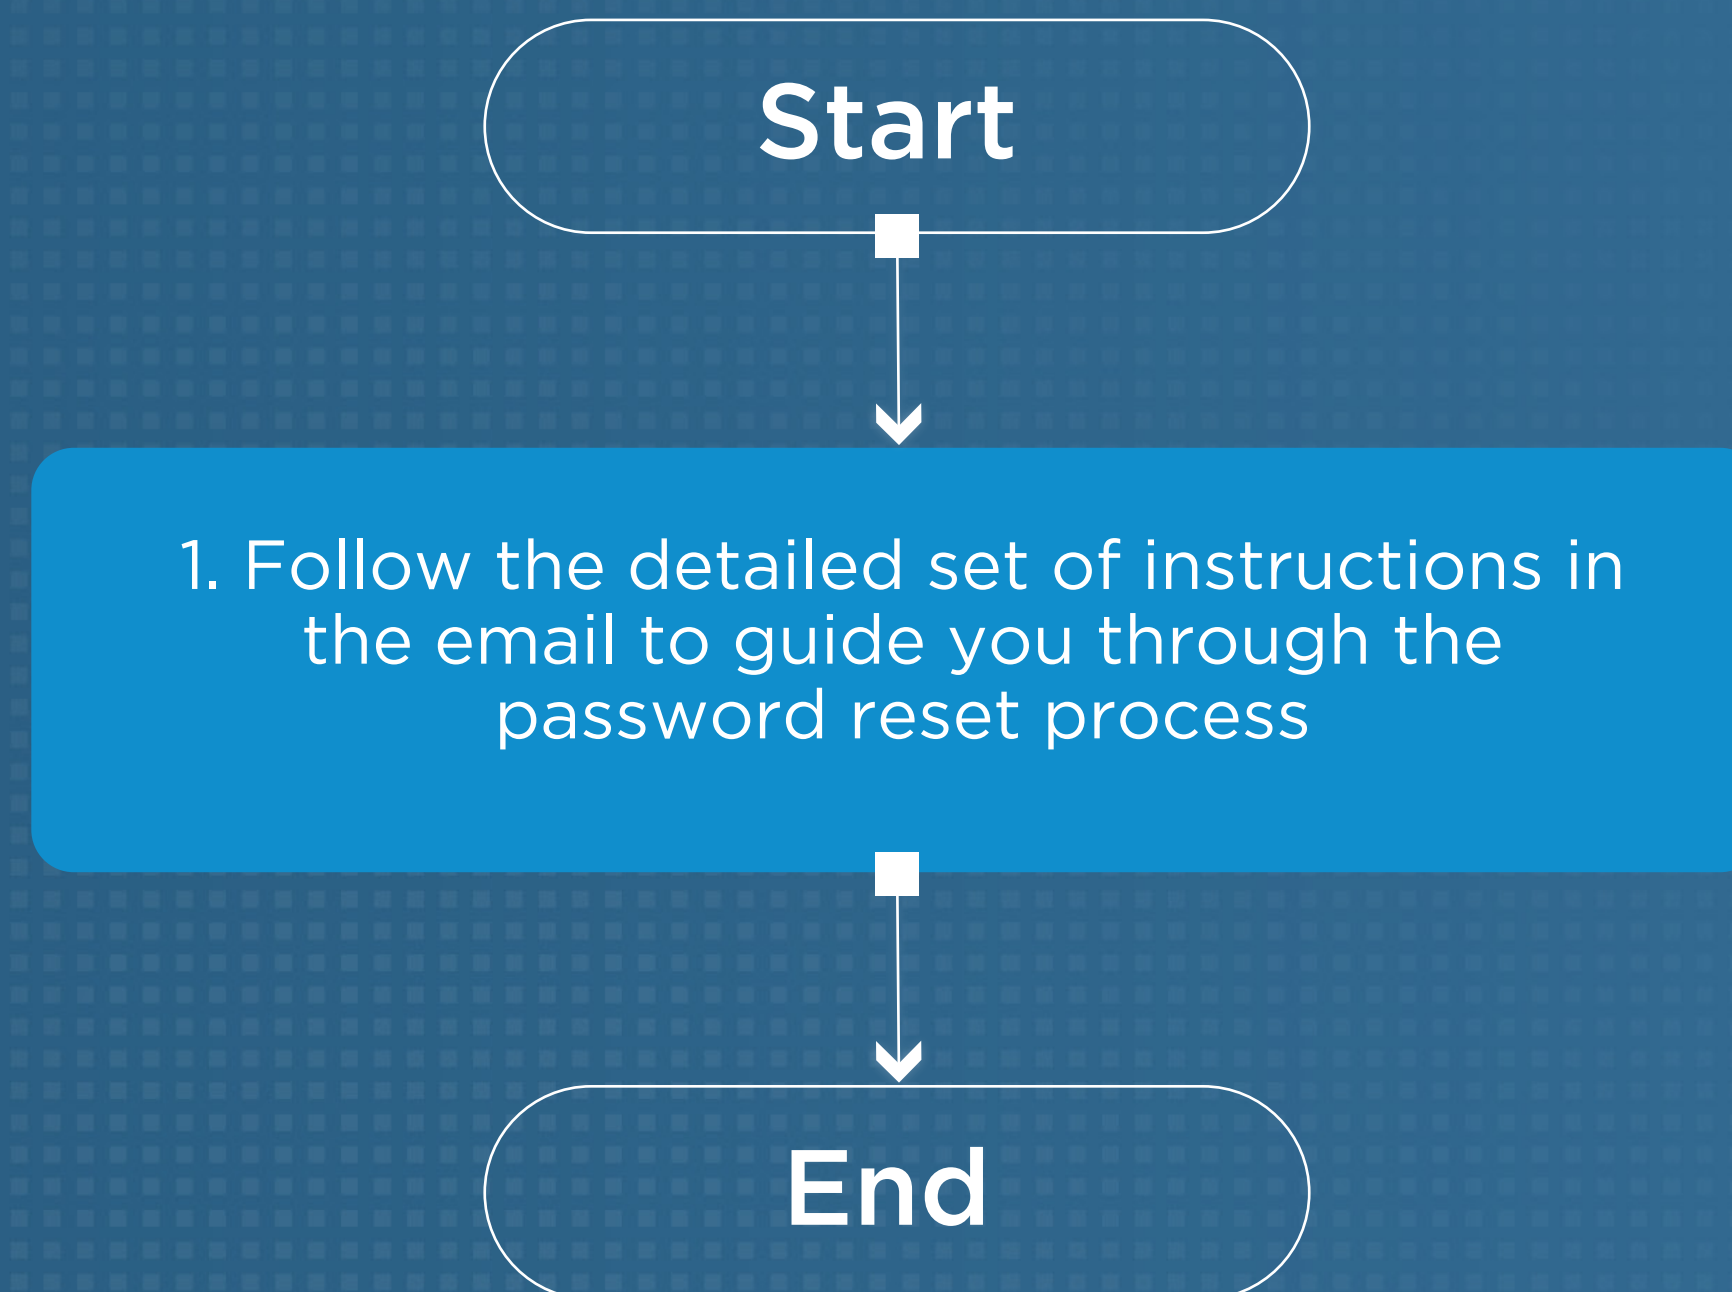 Start
1. Follow the detailed set of instructions in
the email to guide you through the
password reset process
End